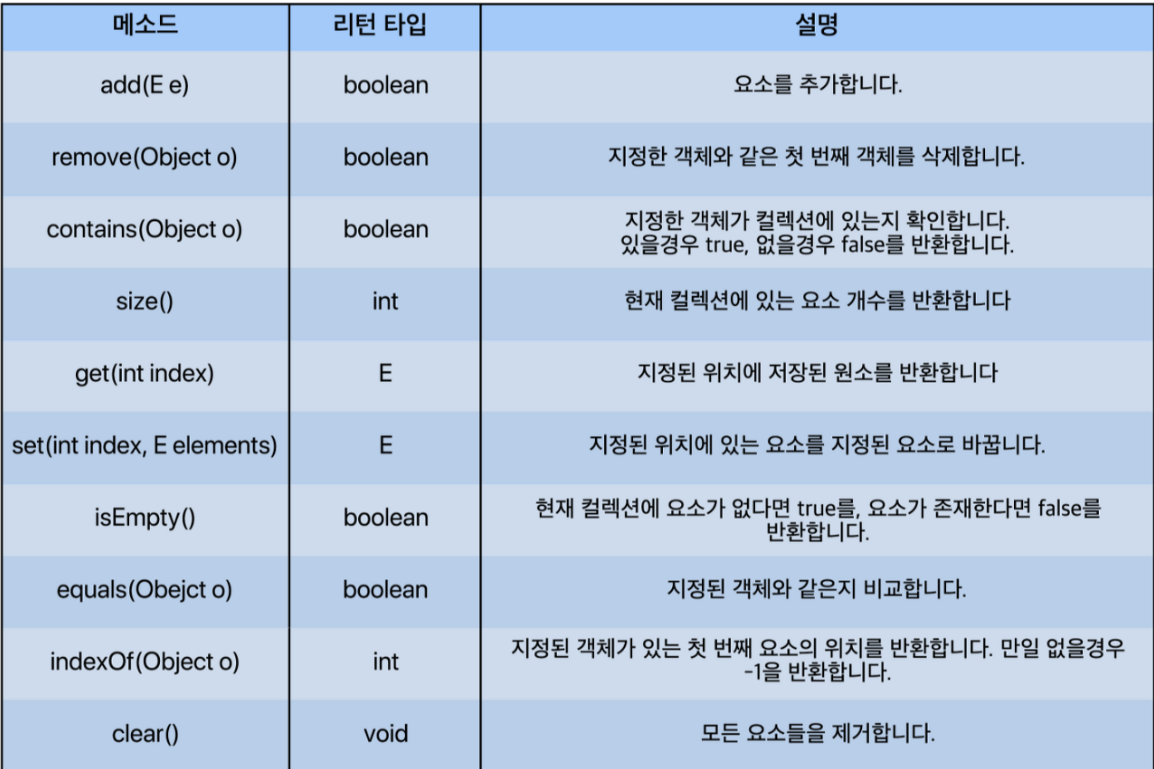 메소드 리턴 타입 설명
add(E e) boolean 요소를 추가합니다.
remove(Object o) boolean 지정한 객체와 같은 첫 번째 객체를 삭제합니다.
contains(Object o) boolean 지정한 객체가 컬렉션에 있는지 확인합니다.
있을경우 true, 없을경우 false를 반환합니다.
size() int 현재 컬렉션에 있는 요소 개수를 반환합니다
get(int index) E 지정된 위치에 저장된 원소를 반환합니다
set(int index, E elements) E 지정된 위치에 있는 요소를 지정된 요소로 바꿉니다.
isEmpty() boolean 현재 컬렉션에 요소가 없다면 true를, 요소가 존재한다면 false를
반환합니다.
equals(Obejct o) boolean 지정된 객체와 같은지 비교합니다.
indexOf(Object o) int 지정된 객체가 있는 첫 번째 요소의 위치를 반환합니다. 만일 없을경우
-1을 반환합니다.
clear() void 모든 요소들을 제거합니다.